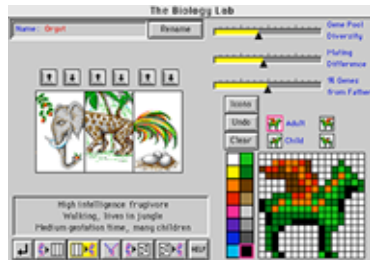 The Biology Lab
Name: Orgot
Rename
Gene Pool
Diversity
Mating
Difference
% Genes
from Father
Icons
Undo
Clear
Adult
Child
High intelligence frugivore
Walking, lives in jungle
Medium gestation time, many children
HELP